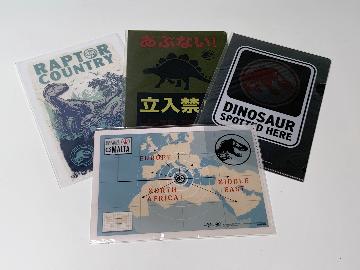 RAPTOR
COUNTRY
あぶない!
立入禁
DINOSAUR
SPOTTED HERE
MALTA
EUROPE
NORTH
AFRICA
MIDDLE
EAST